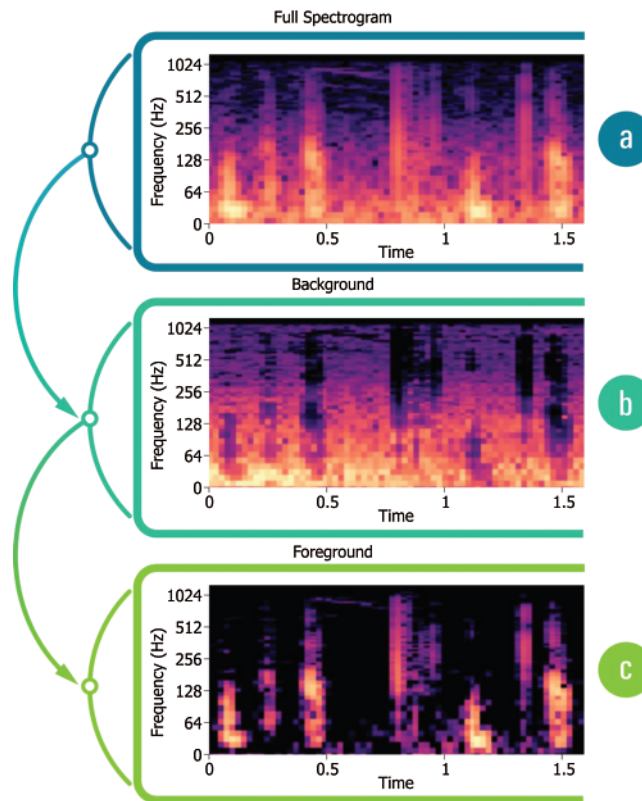 Full Spectrogram
1024
512
256
128
64
0
Frequency (Hz)
0 0.5 1 1.5
Time
a
Background
1024
512
256
128
64
0
Frequency (Hz)
0 0.5 1 1.5
Time
b
Foreground
1024
512
256
128
64
0
Frequency (Hz)
0 0.5 1 1.5
Time
c